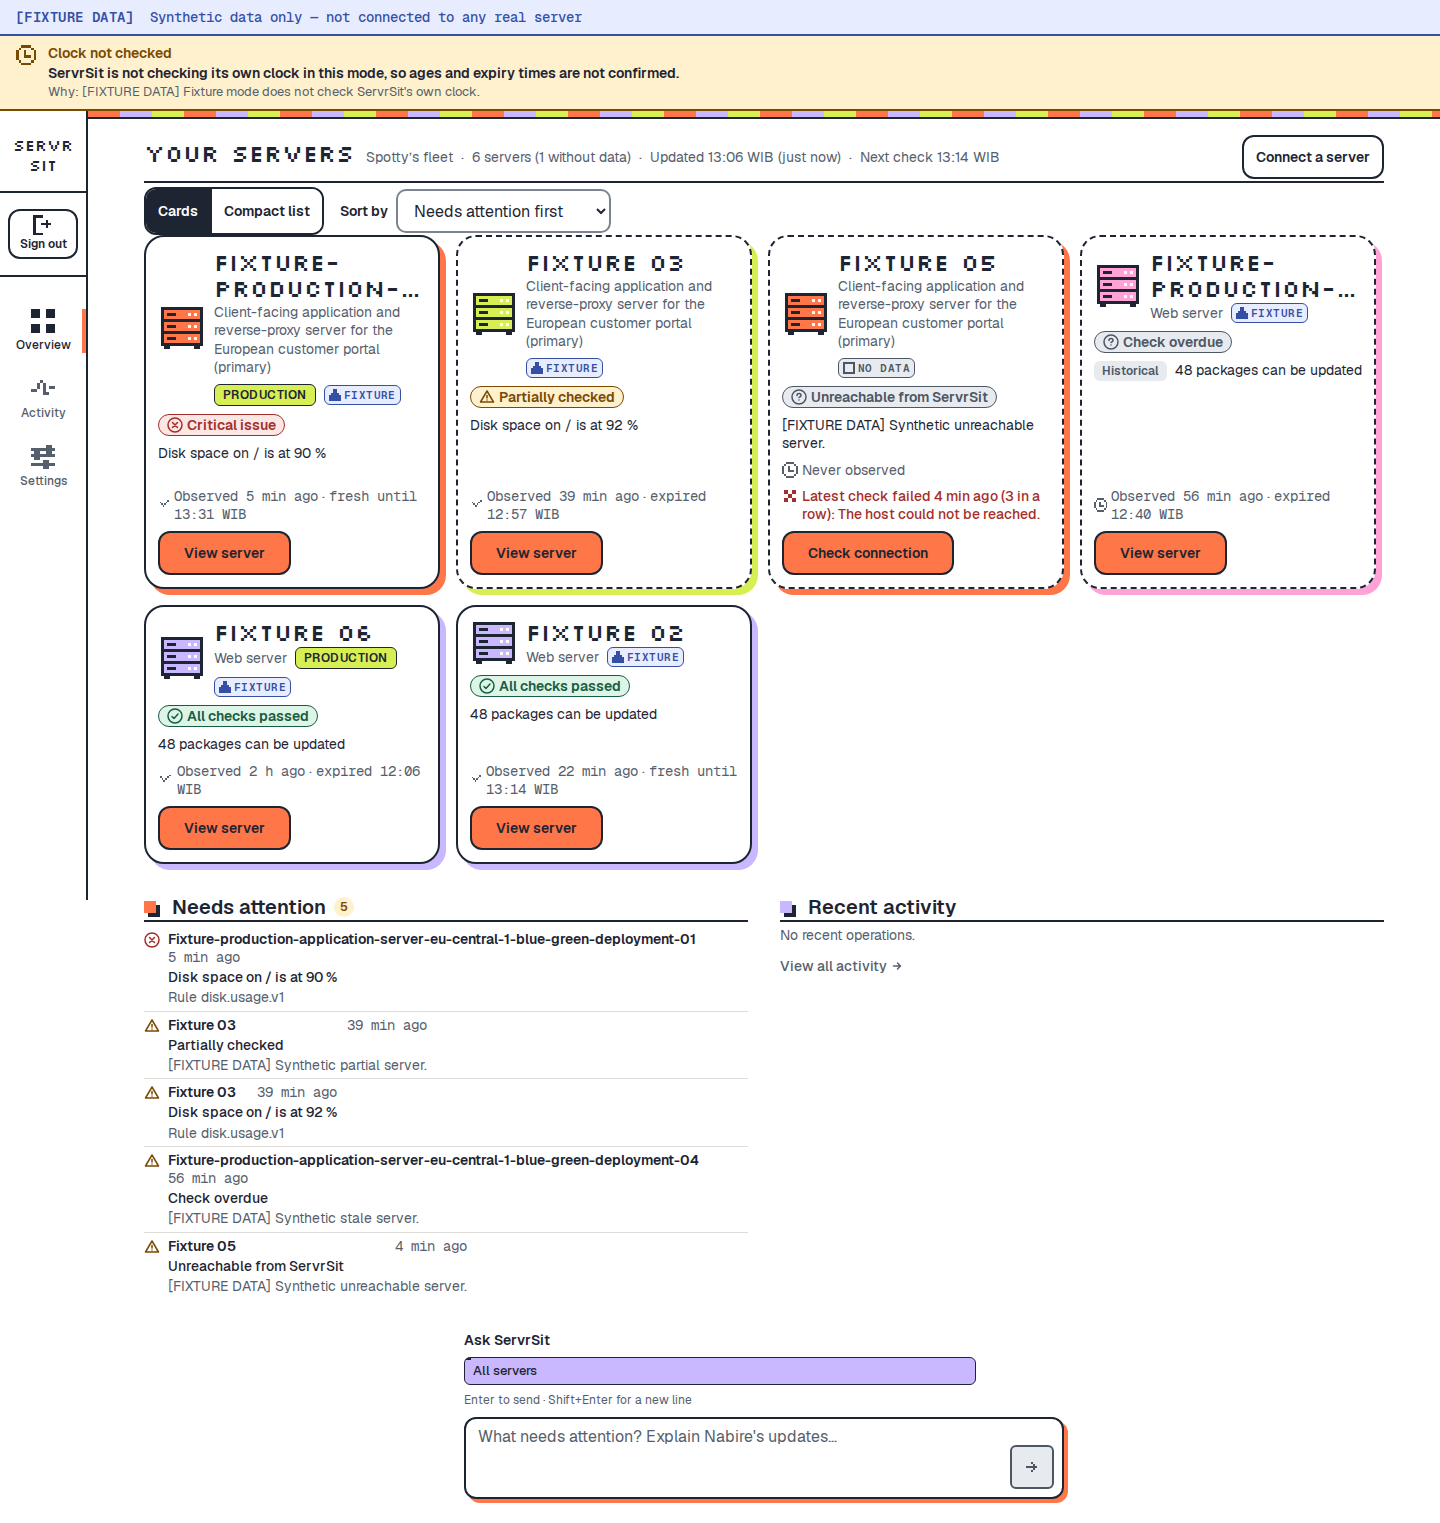 [FIXTURE DATA] Synthetic data only — not connected to any real server
Clock not checked
ServrSit is not checking its own clock in this mode, so ages and expiry times are not confirmed.
Why: [FIXTURE DATA] Fixture mode does not check ServrSit's own clock.
SERVR
SIT
Sign out
Overview
Activity
Settings
YOUR SERVERS Spotty's fleet · 6 servers (1 without data) · Updated 13:06 WIB (just now) · Next check 13:14 WIB
Connect a server
Cards Compact list Sort by Needs attention first
FIXTURE-
PRODUCTION-...
Client-facing application and
reverse-proxy server for the
European customer portal
(primary)
PRODUCTION FIXTURE
Critical issue
Disk space on / is at 90 %
Observed 5 min ago · fresh until
13:31 WIB
View server
FIXTURE 03
Client-facing application and
reverse-proxy server for the
European customer portal
(primary)
FIXTURE
Partially checked
Disk space on / is at 92 %
Observed 39 min ago · expired
12:57 WIB
View server
FIXTURE 05
Client-facing application and
reverse-proxy server for the
European customer portal
(primary)
NO DATA
Unreachable from ServrSit
[FIXTURE DATA] Synthetic unreachable
server.
Never observed
Latest check failed 4 min ago (3 in a
row): The host could not be reached.
Check connection
FIXTURE-
PRODUCTION-...
Web server FIXTURE
Check overdue
Historical 48 packages can be updated
Observed 56 min ago · expired
12:40 WIB
View server
FIXTURE 06
Web server PRODUCTION
FIXTURE
All checks passed
48 packages can be updated
Observed 2 h ago · expired 12:06
WIB
View server
FIXTURE 02
Web server FIXTURE
All checks passed
48 packages can be updated
Observed 22 min ago · fresh until
13:14 WIB
View server
Needs attention 5
Fixture-production-application-server-eu-central-1-blue-green-deployment-01
5 min ago
Disk space on / is at 90 %
Rule disk.usage.v1
Fixture 03 39 min ago
Partially checked
[FIXTURE DATA] Synthetic partial server.
Fixture 03 39 min ago
Disk space on / is at 92 %
Rule disk.usage.v1
Fixture-production-application-server-eu-central-1-blue-green-deployment-04
56 min ago
Check overdue
[FIXTURE DATA] Synthetic stale server.
Fixture 05 4 min ago
Unreachable from ServrSit
[FIXTURE DATA] Synthetic unreachable server.
Recent activity
No recent operations.
View all activity →
Ask ServrSit
All servers
Enter to send · Shift+Enter for a new line
What needs attention? Explain Nabire's updates...